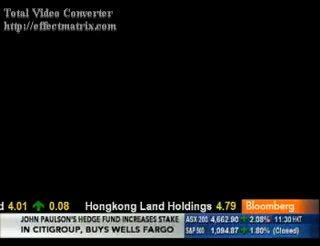 Total Video Converter
http://effectmatrix.com
d 4.01 0.08 Hongkong Land Holdings 4.79 Bloomberg
JOHN PAULSON'S HEDGE FUND INCREASES STAKE
IN CITIGROUP, BUYS WELLS FARGO
ASX 200 4,662.90 2.08% 11:30 HKT
S&P 500 1,094.87 1.80% (Closed)